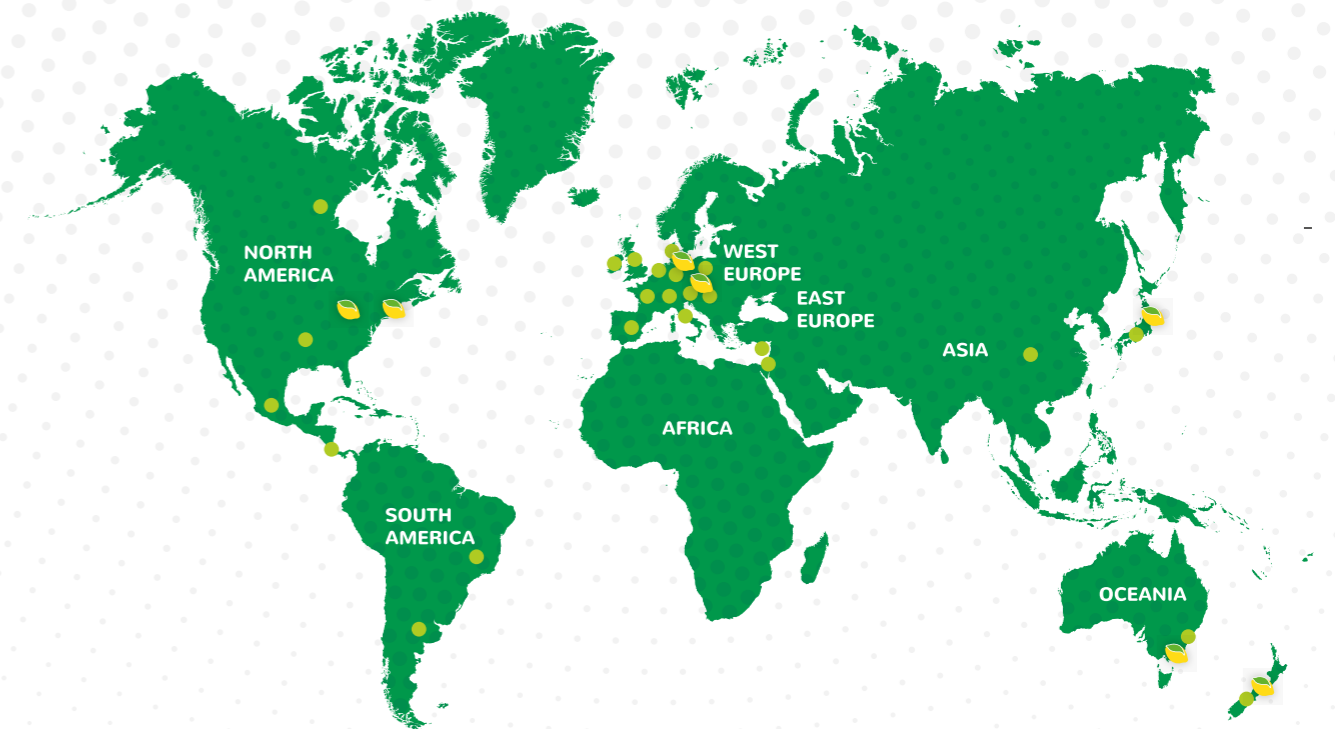 NORTH
AMERICA
WEST
EUROPE
EAST
EUROPE
ASIA
AFRICA
SOUTH
AMERICA
OCEANIA